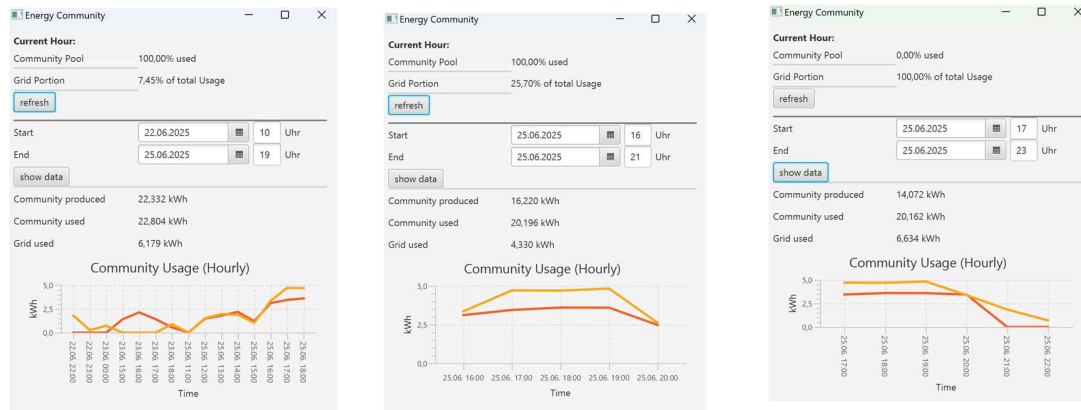 Energy Community
Current Hour:
Community Pool 100,00% used
Grid Portion 7,45% of total Usage
refresh
Start 22.06.2025 10 Uhr
End 25.06.2025 19 Uhr
show data
Community produced 22,332 kWh
Community used 22,804 kWh
Grid used 6,179 kWh
Community Usage (Hourly)
kWh
5,0
2,5
0,0
22.06. 22:00
22.06. 23:00
23.06. 00:00
23.06. 15:00
23.06. 16:00
23.06. 17:00
23.06. 18:00
25.06. 11:00
25.06. 12:00
25.06. 13:00
25.06. 14:00
25.06. 15:00
25.06. 16:00
25.06. 17:00
25.06. 18:00
Time
Energy Community
Current Hour:
Community Pool 100,00% used
Grid Portion 25,70% of total Usage
refresh
Start 25.06.2025 16 Uhr
End 25.06.2025 21 Uhr
show data
Community produced 16,220 kWh
Community used 20,196 kWh
Grid used 4,330 kWh
Community Usage (Hourly)
kWh
5,0
2,5
0,0
25.06. 16:00 25.06. 17:00 25.06. 18:00 25.06. 19:00 25.06. 20:00
Time
Energy Community
Current Hour:
Community Pool 0,00% used
Grid Portion 100,00% of total Usage
refresh
Start 25.06.2025 17 Uhr
End 25.06.2025 23 Uhr
show data
Community produced 14,072 kWh
Community used 20,162 kWh
Grid used 6,634 kWh
Community Usage (Hourly)
kWh
5,0
2,5
0,0
25.06. 17:00
25.06. 18:00
25.06. 19:00
25.06. 20:00
25.06. 21:00
25.06. 22:00
Time